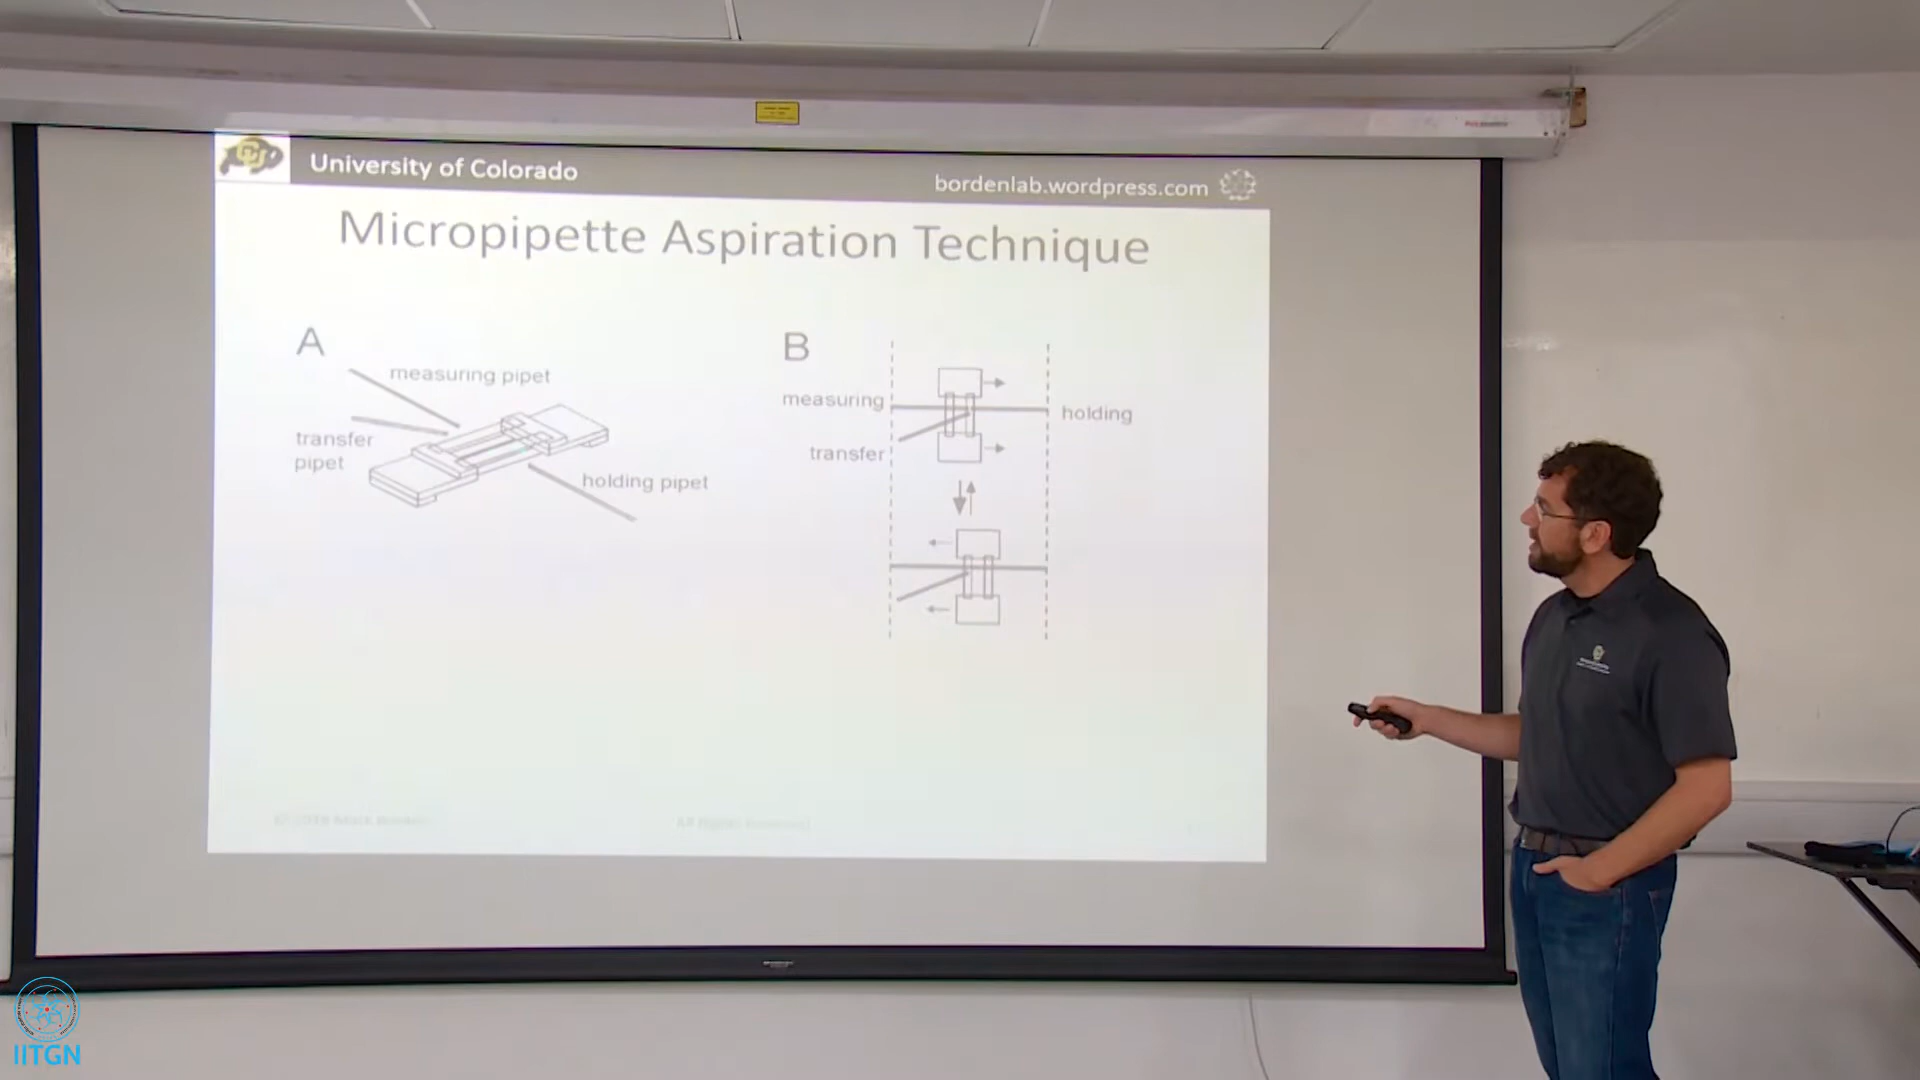 University of Colorado
bordenlab.wordpress.com
CU
Micropipette Aspiration Technique
A
measuring pipet
transfer
pipet
holding pipet
B
measuring
holding
transfer
IITGN